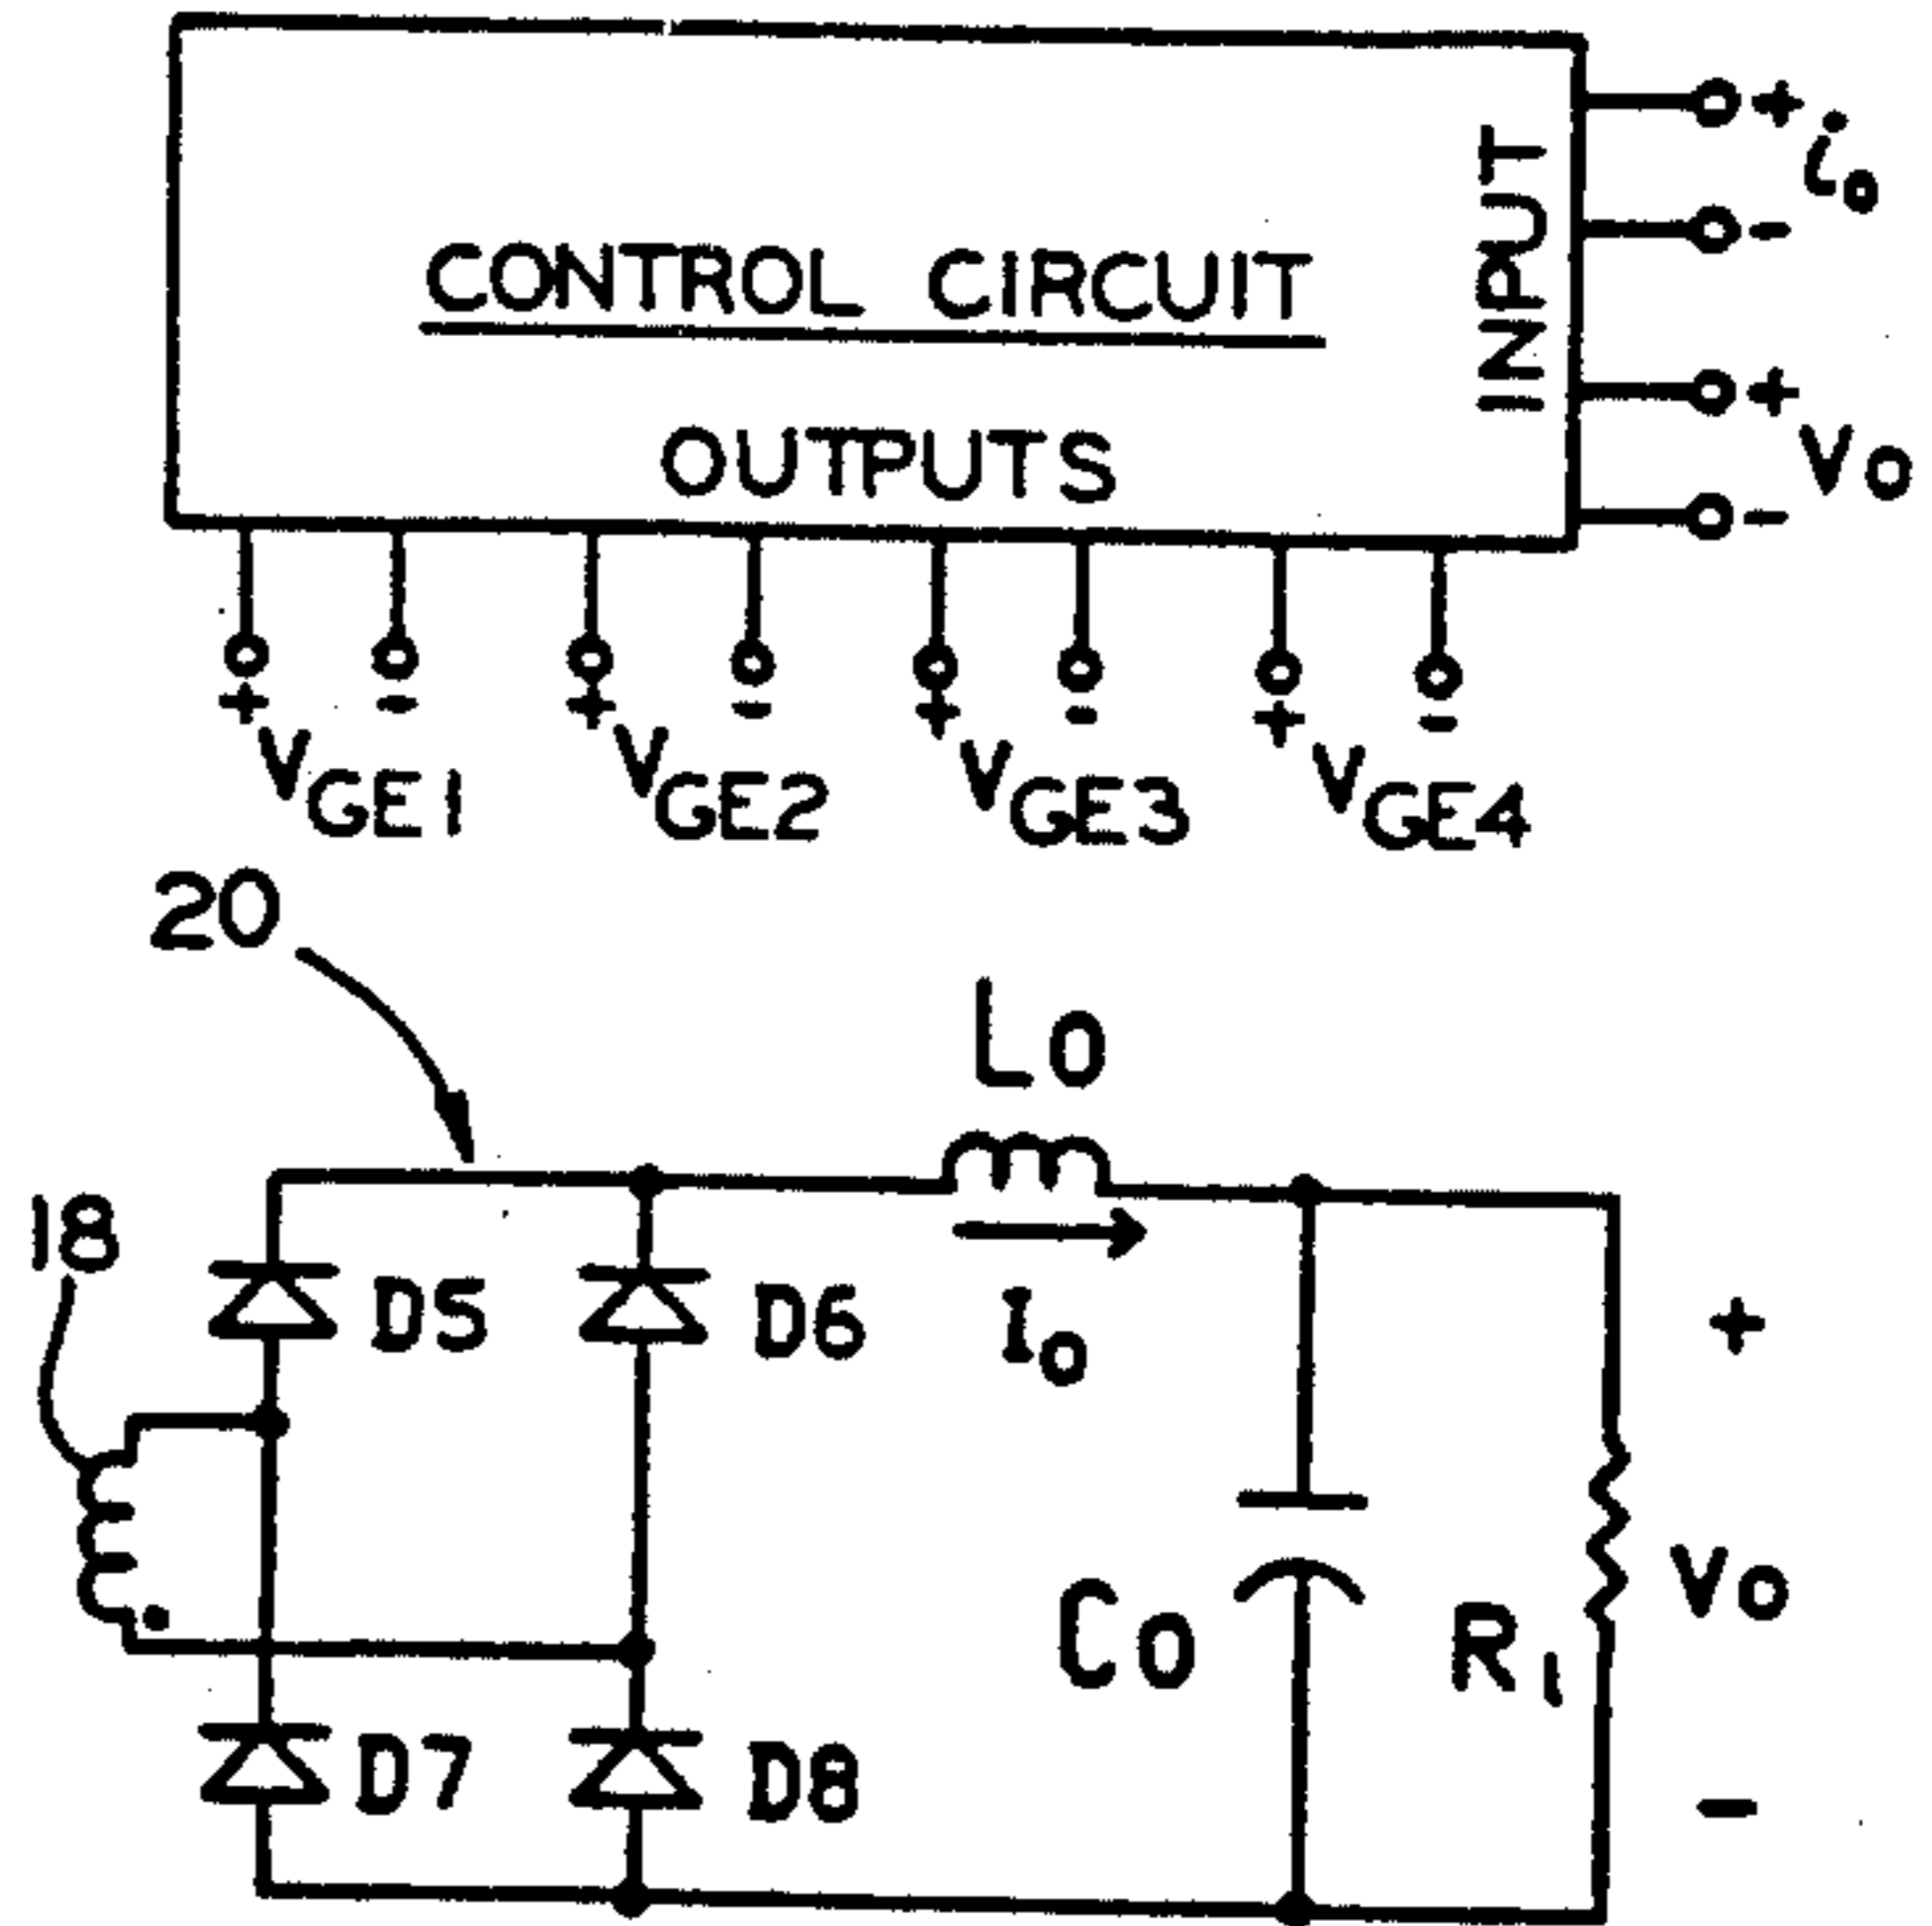 +
io
-
INPUT
CONTROL CIRCUIT
+
Vo
-
OUTPUTS
+ - + - + - + -
VGE1 VGE2 VGE3 VGE4
20
Lo
18
D5 D6
Io
+
Co R1 Vo
D7 D8
-